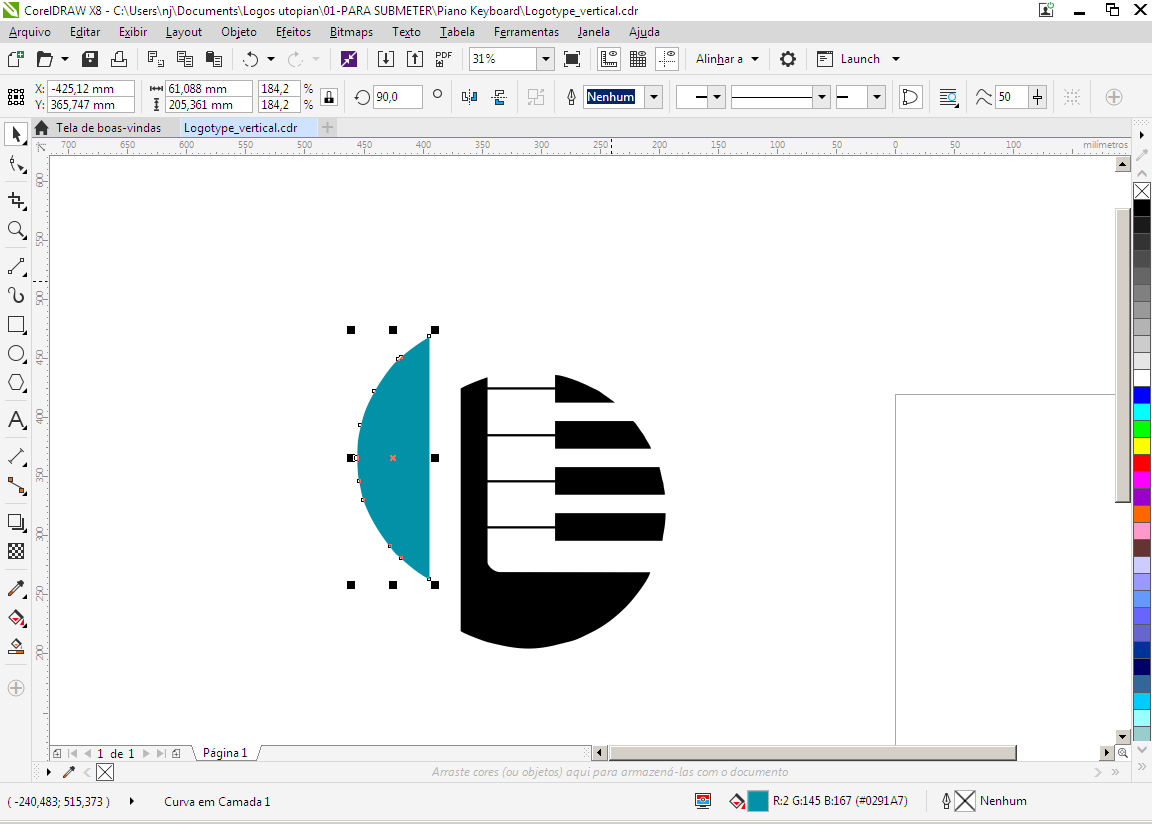 CorelDRAW X8 - C:\Users\nj\Documents\Logos utopian\01-PARA SUBMETER\Piano Keyboard\Logotype_vertical.cdr
Arquivo Editar Exibir Layout Objeto Efeitos Bitmaps Texto Tabela Ferramentas Janela Ajuda
PDF 31% Alinhar a Launch
X: -425,12 mm 61,088 mm 184,2 % 90,0 ° Nenhum 50
Y: 365,747 mm 205,361 mm 184,2 %
Tela de boas-vindas Logotype_vertical.cdr
700 650 600 550 500 450 400 350 300 250 200 150 100 50 0 50 100 milímetros
600
550
500
450
400
350
300
250
200
1 de 1 Página 1
Arraste cores (ou objetos) aqui para armazená-las com o documento
( -240,483; 515,373 ) Curva em Camada 1 R:2 G:145 B:167 (#0291A7) Nenhum